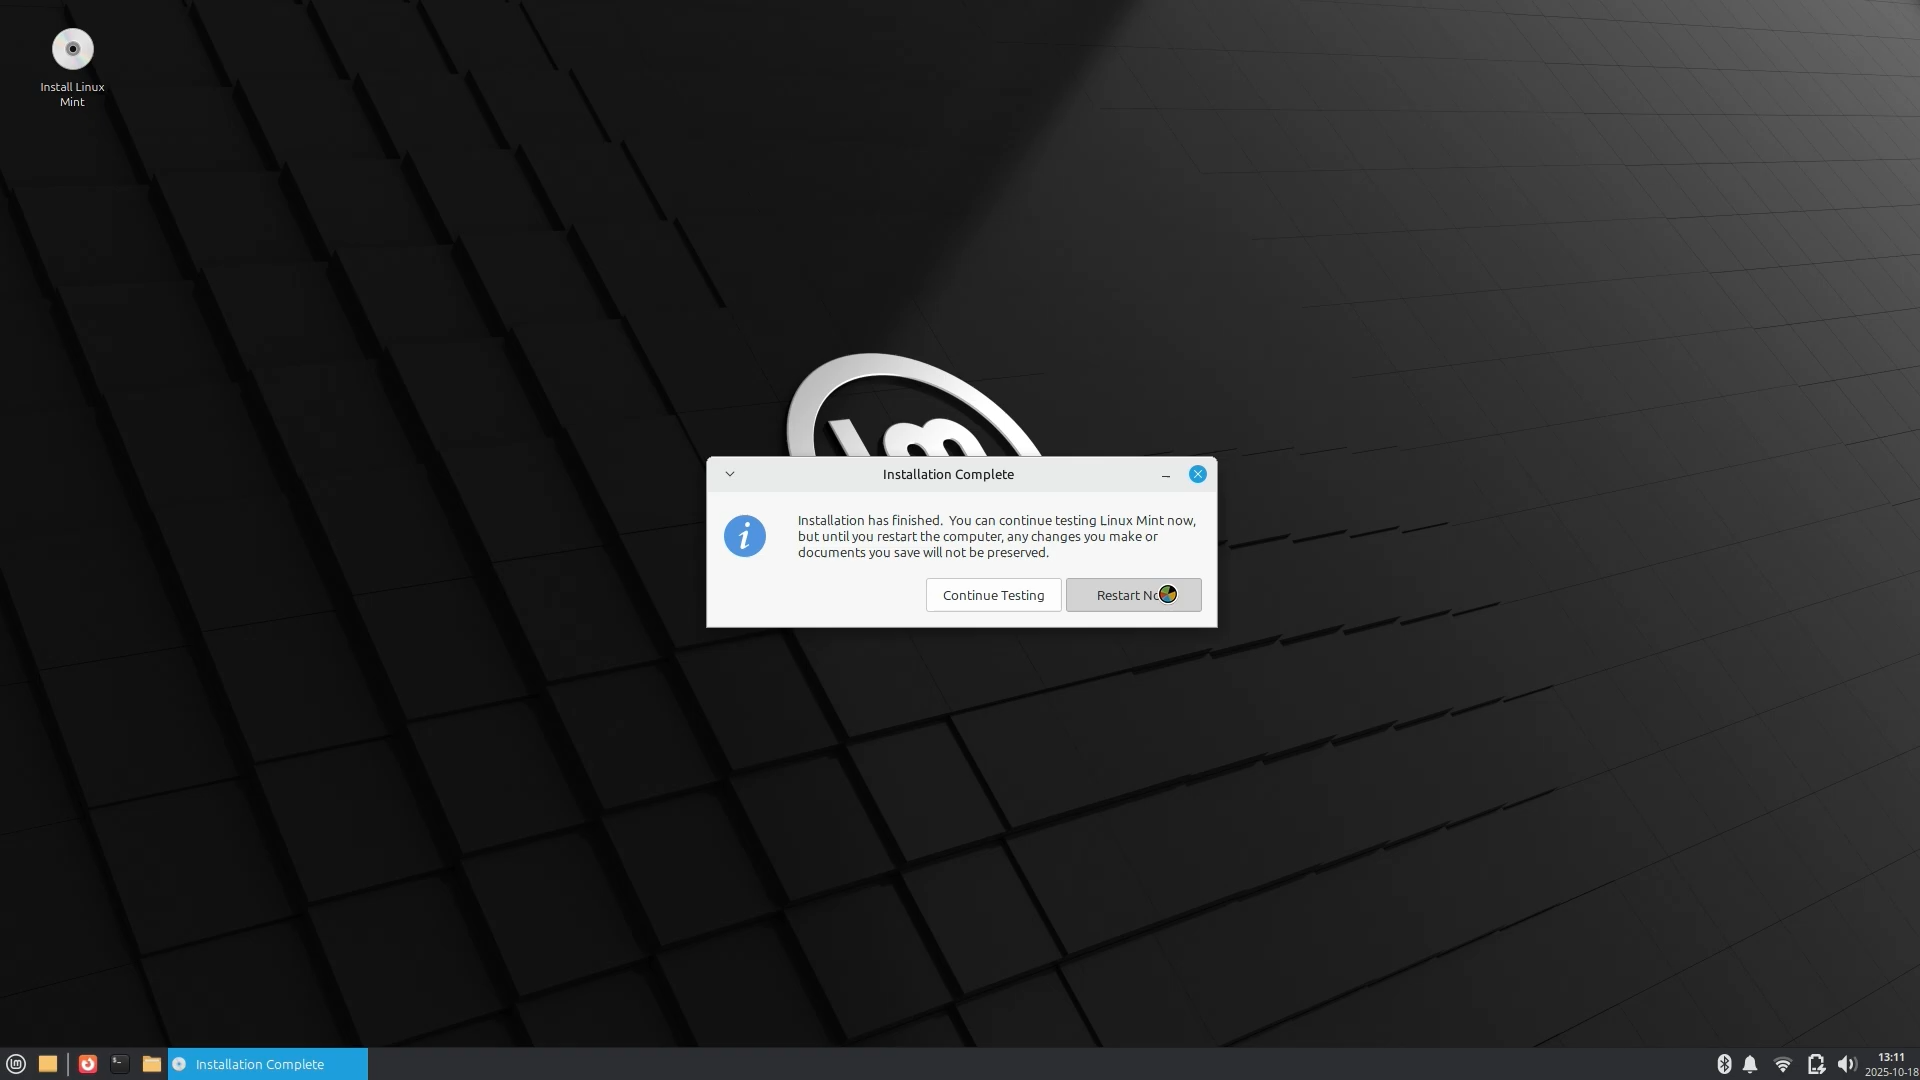 Install Linux
Mint
lm
Installation Complete
i
Installation has finished.  You can continue testing Linux Mint now,
but until you restart the computer, any changes you make or
documents you save will not be preserved.
Continue Testing
Restart
Installation Complete
13:11
2025-10-18